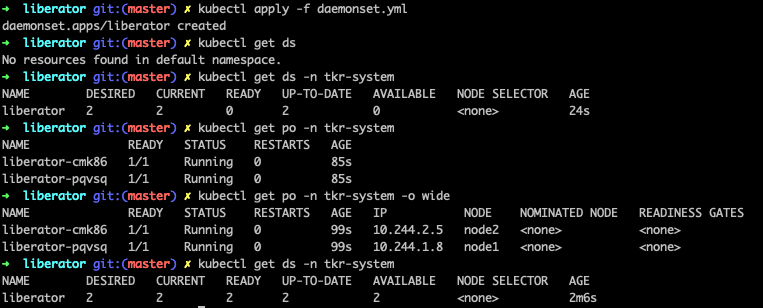 ➜ liberator git:(master) ✗ kubectl apply -f daemonset.yml
daemonset.apps/liberator created
➜ liberator git:(master) ✗ kubectl get ds
No resources found in default namespace.
➜ liberator git:(master) ✗ kubectl get ds -n tkr-system
NAME DESIRED CURRENT READY UP-TO-DATE AVAILABLE NODE SELECTOR AGE
liberator 2 2 0 2 0 <none> 24s
➜ liberator git:(master) ✗ kubectl get po -n tkr-system
NAME READY STATUS RESTARTS AGE
liberator-cmk86 1/1 Running 0 85s
liberator-pqvsq 1/1 Running 0 85s
➜ liberator git:(master) ✗ kubectl get po -n tkr-system -o wide
NAME READY STATUS RESTARTS AGE IP NODE NOMINATED NODE READINESS GATES
liberator-cmk86 1/1 Running 0 99s 10.244.2.5 node2 <none> <none>
liberator-pqvsq 1/1 Running 0 99s 10.244.1.8 node1 <none> <none>
➜ liberator git:(master) ✗ kubectl get ds -n tkr-system
NAME DESIRED CURRENT READY UP-TO-DATE AVAILABLE NODE SELECTOR AGE
liberator 2 2 2 2 2 <none> 2m6s